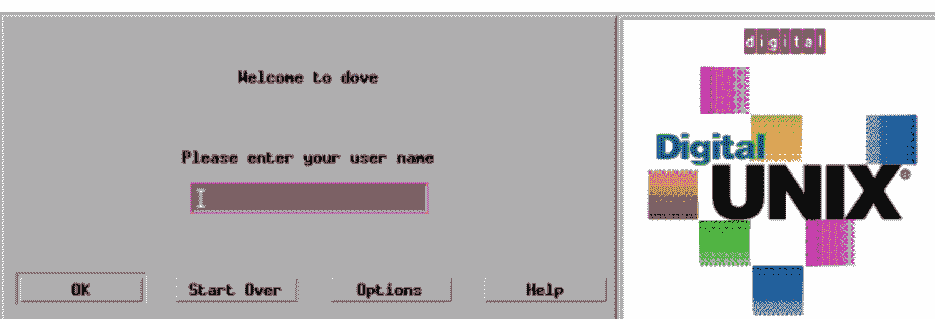 Welcome to dove
Please enter your user name
OK
Start Over
Options
Help
digital
Digital
UNIX®